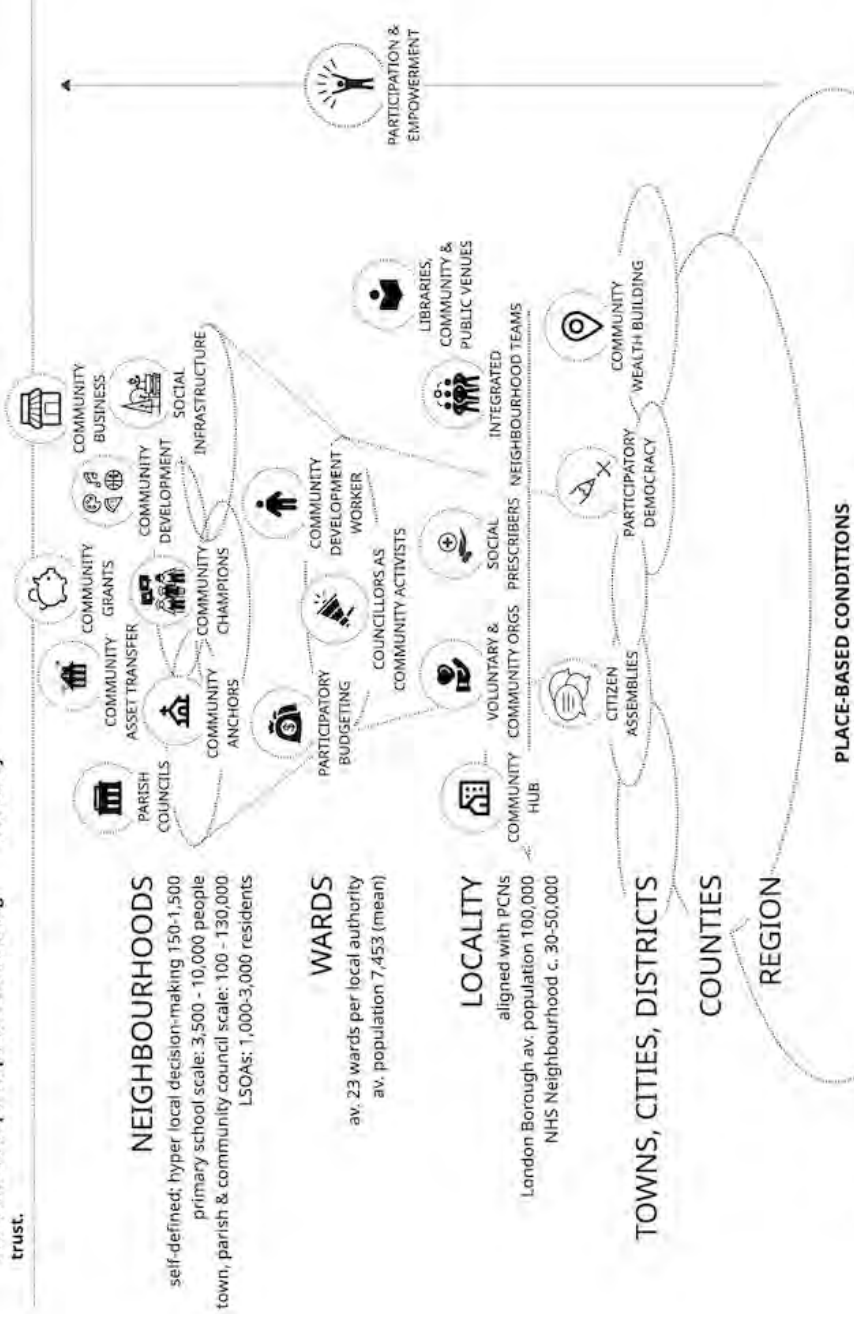 trust.
NEIGHBOURHOODS
self-defined; hyper local decision-making 150-1,500
primary school scale: 3,500 - 10,000 people
town, parish & community council scale: 100 - 130,000
LSOAs: 1,000-3,000 residents
PARISH
COUNCILS
COMMUNITY
ASSET TRANSFER
COMMUNITY
GRANTS
COMMUNITY
BUSINESS
COMMUNITY
ANCHORS
COMMUNITY
CHAMPIONS
COMMUNITY
DEVELOPMENT
SOCIAL
INFRASTRUCTURE
WARDS
av. 23 wards per local authority
av. population 7,453 (mean)
PARTICIPATORY
BUDGETING
COUNCILLORS AS
COMMUNITY ACTIVISTS
COMMUNITY
DEVELOPMENT
WORKER
PARTICIPATION &
EMPOWERMENT
LOCALITY
aligned with PCNs
London Borough av. population 100,000
NHS Neighbourhood c. 30-50,000
COMMUNITY
HUB
VOLUNTARY &
COMMUNITY ORGS
SOCIAL
PRESCRIBERS
INTEGRATED
NEIGHBOURHOOD TEAMS
LIBRARIES,
COMMUNITY &
PUBLIC VENUES
TOWNS, CITIES, DISTRICTS
CITIZEN
ASSEMBLIES
PARTICIPATORY
DEMOCRACY
COMMUNITY
WEALTH BUILDING
COUNTIES
REGION
PLACE-BASED CONDITIONS